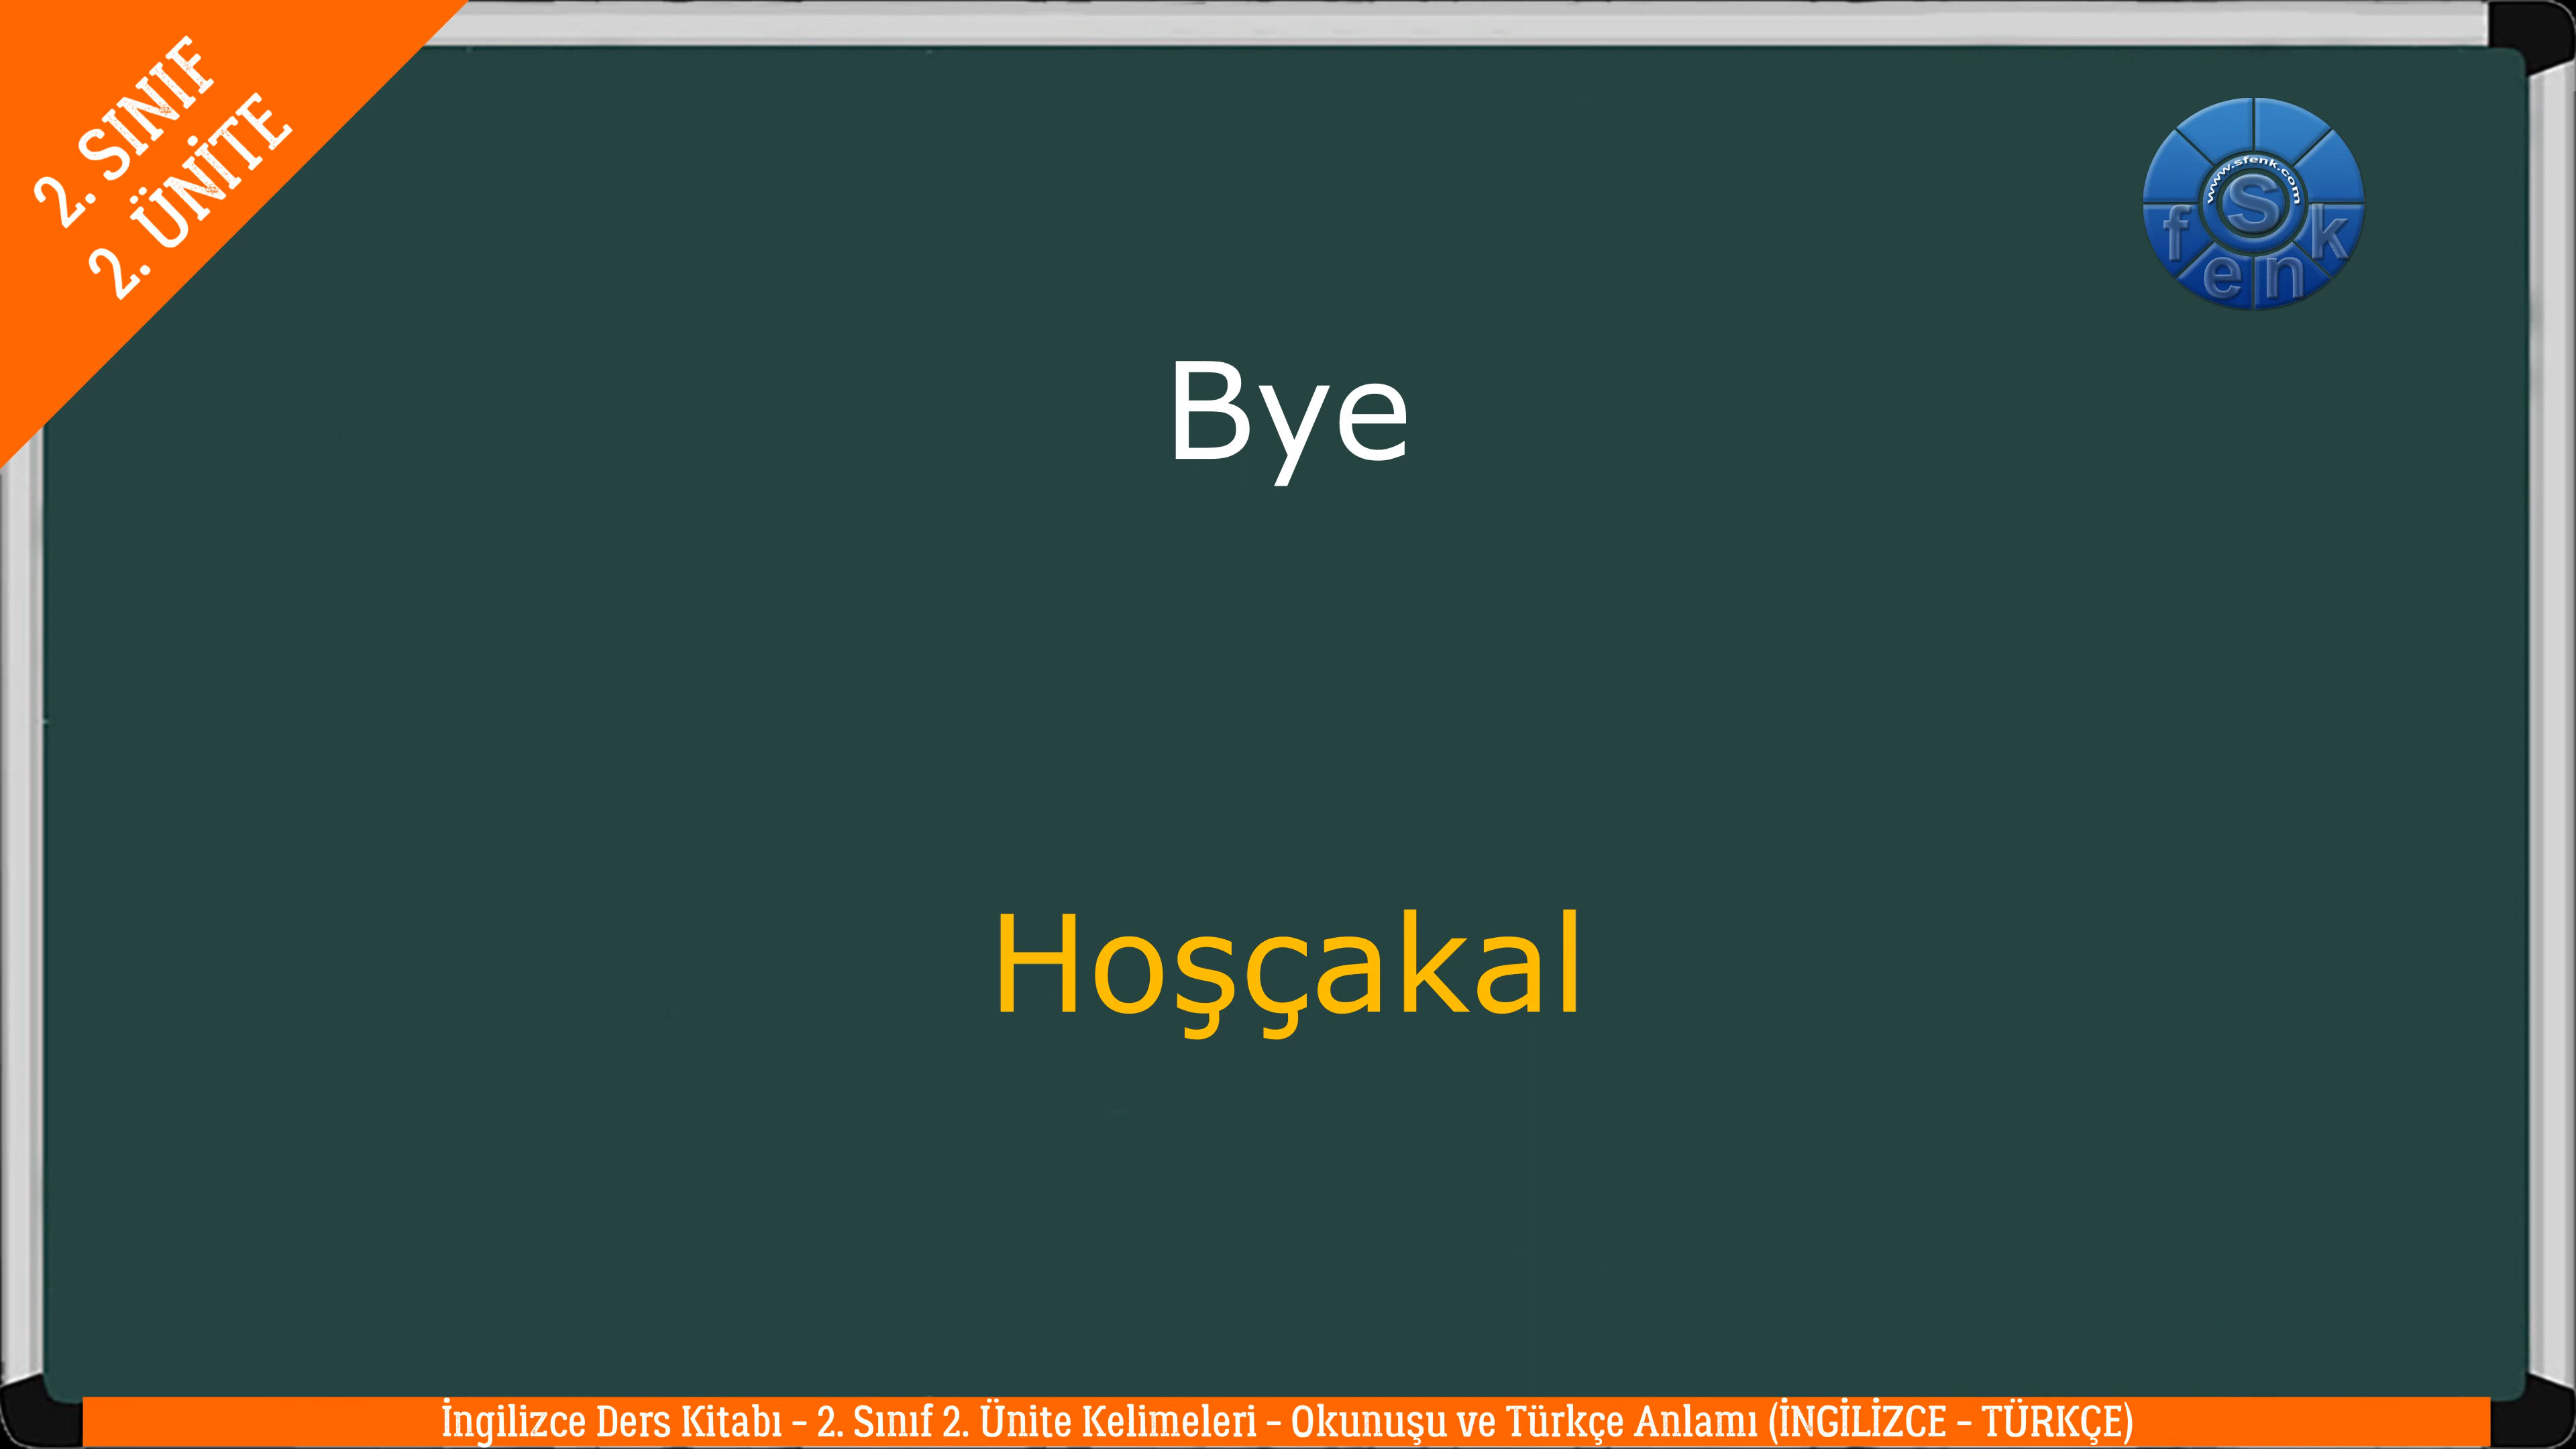 2. SINIF
2. ÜNİTE
www.sfenk.com
S
f e n k
Bye
Hoşçakal
İngilizce Ders Kitabı – 2. Sınıf 2. Ünite Kelimeleri – Okunuşu ve Türkçe Anlamı (İNGİLİZCE – TÜRKÇE)